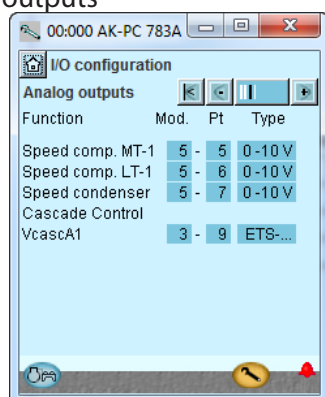 outputs
00:000 AK-PC 783A
I/O configuration
Analog outputs
Function Mod. Pt Type
Speed comp. MT-1 5 - 5 0-10 V
Speed comp. LT-1 5 - 6 0-10 V
Speed condenser 5 - 7 0-10 V
Cascade Control
VcascA1 3 - 9 ETS-...